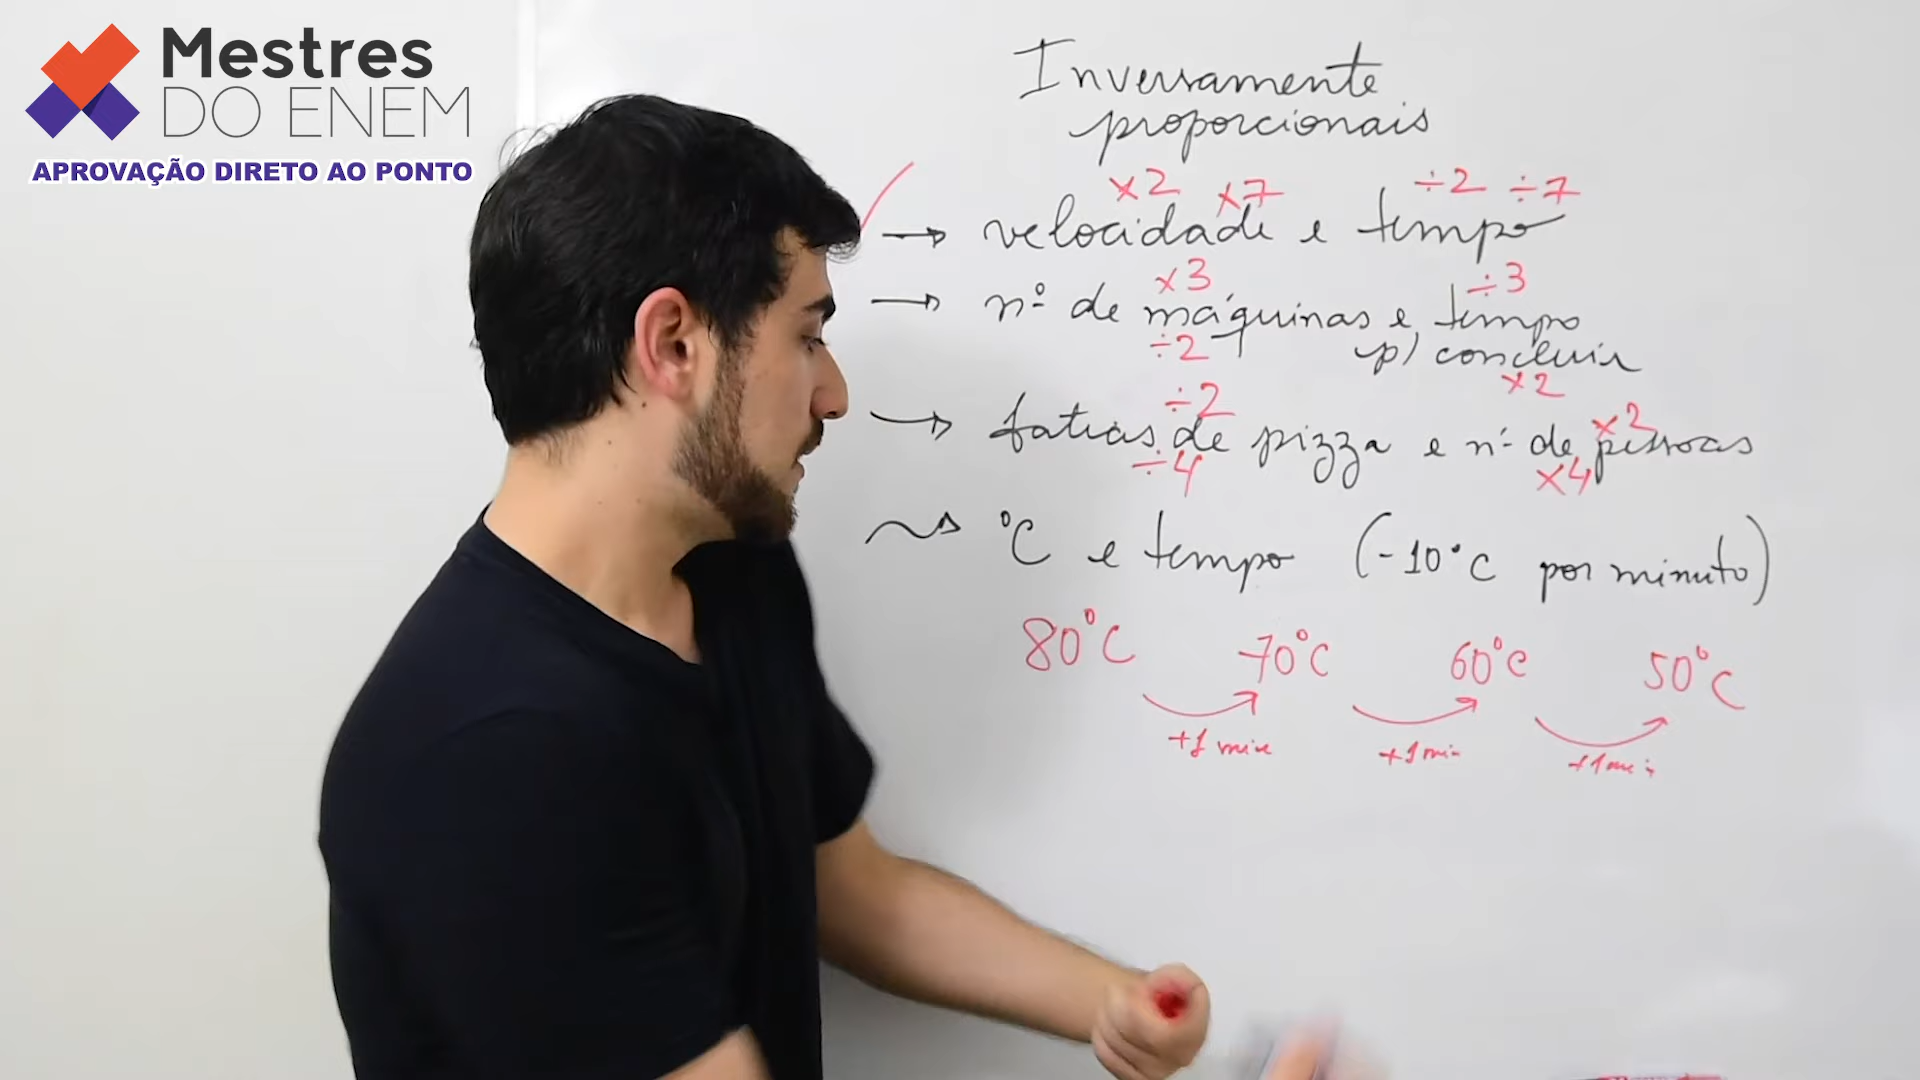 Mestres
DO ENEM
APROVAÇÃO DIRETO AO PONTO
Inversamente
proporcionais
×2 ×7 ÷2 ÷7
→ velocidade e tempo
×3 ÷3
→ nº de máquinas e tempo
÷2 p/ concluir
×2
÷2 ×2
→ fatias de pizza e nº de pessoas
÷4 ×4
°C e tempo (-10°C por minuto)
80°C 70°C 60°C 50°C
+1 min +1 min +1 min